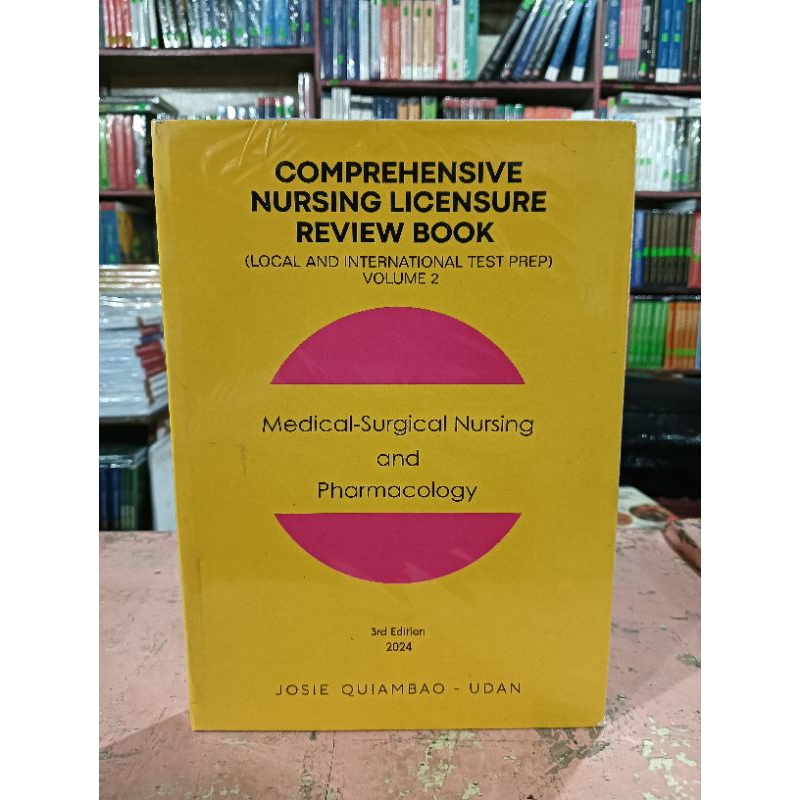 COMPREHENSIVE
NURSING LICENSURE
REVIEW BOOK
(LOCAL AND INTERNATIONAL TEST PREP)
VOLUME 2
Medical-Surgical Nursing
and
Pharmacology
3rd Edition
2024
JOSIE QUIAMBAO - UDAN